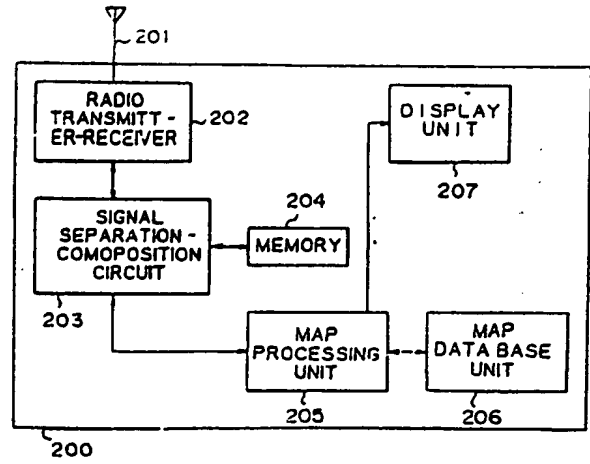 201
RADIO
TRANSMITT -
ER-RECEIVER
202
DISPLAY
UNIT
207
SIGNAL
SEPARATION -
COMOPOSITION
CIRCUIT
203
204
MEMORY
MAP
PROCESSING
UNIT
205
MAP
DATA BASE
UNIT
206
200